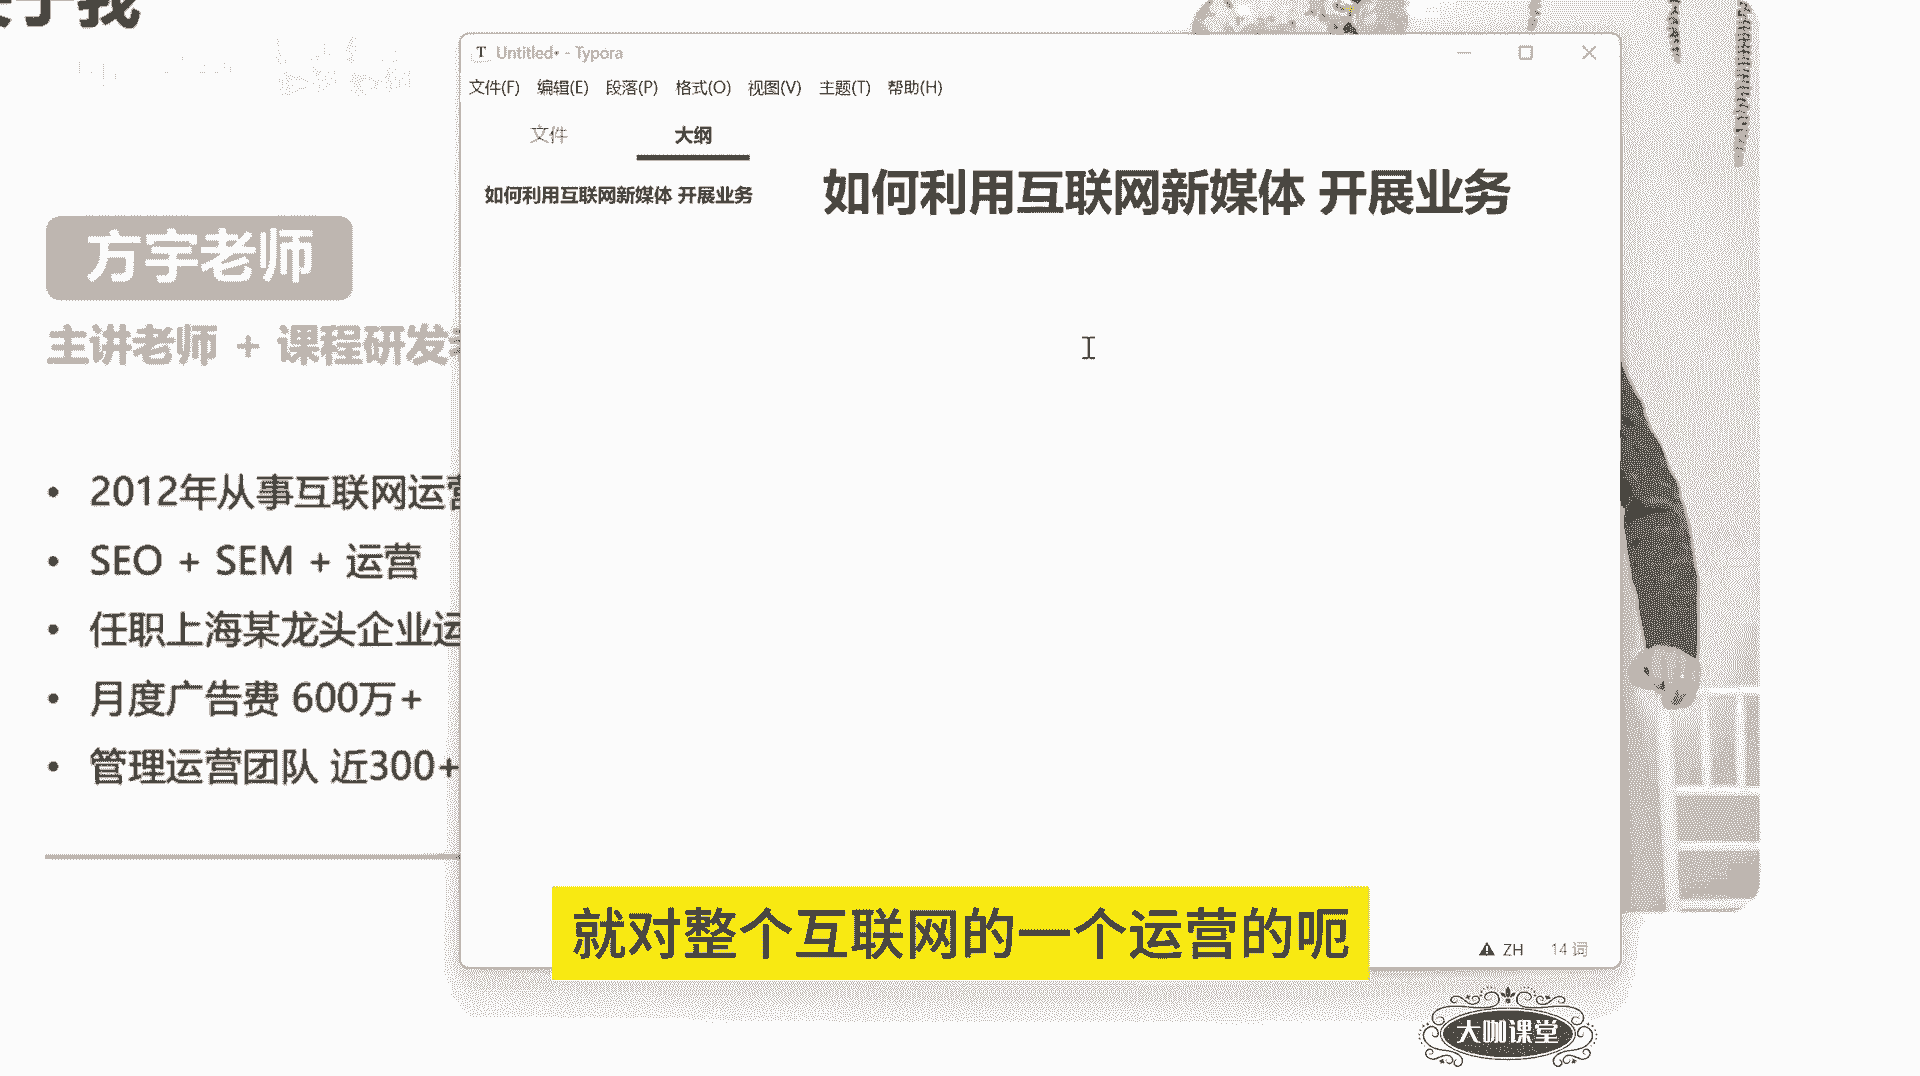 于我
方宇老师
主讲老师 + 课程研发
2012年从事互联网运营
SEO + SEM + 运营
任职上海某龙头企业运
月度广告费 600万+
管理运营团队 近300+
Untitled• - Typora
文件(F) 编辑(E) 段落(P) 格式(O) 视图(V) 主题(T) 帮助(H)
文件 大纲
如何利用互联网新媒体 开展业务
如何利用互联网新媒体 开展业务
就对整个互联网的一个运营的呃
ZH 14 词
大咖课堂